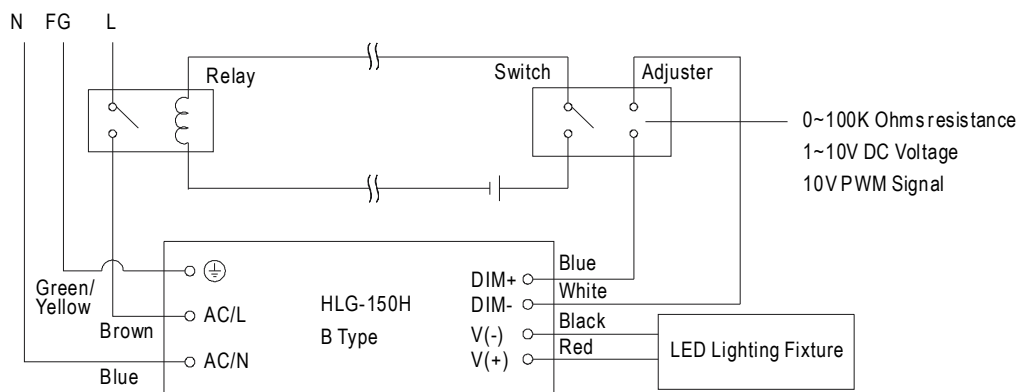 N FG L
Relay
Switch
Adjuster
0~100K Ohms resistance
1~10V DC Voltage
10V PWM Signal
Green/
Yellow
Brown
Blue
AC/L
AC/N
HLG-150H
B Type
DIM+
DIM-
V(-)
V(+)
Blue
White
Black
Red
LED Lighting Fixture